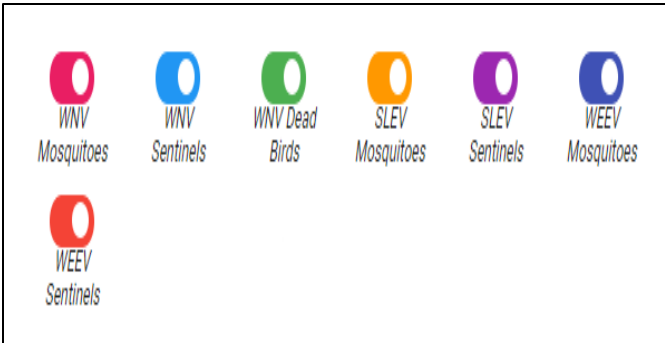 WNV
Mosquitoes
WNV
Sentinels
WNV Dead
Birds
SLEV
Mosquitoes
SLEV
Sentinels
WEEV
Mosquitoes
WEEV
Sentinels